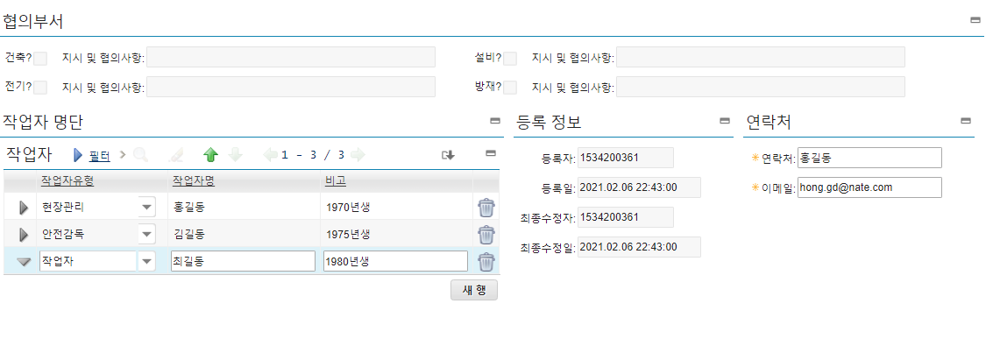 협의부서
건축? 지시 및 협의사항: 설비? 지시 및 협의사항:
전기? 지시 및 협의사항: 방재? 지시 및 협의사항:
작업자 명단
작업자 필터 1 - 3 / 3
작업자유형 작업자명 비고
현장관리 홍길동 1970년생
안전감독 김길동 1975년생
작업자 최길동 1980년생
새 행
등록 정보
등록자: 1534200361
등록일: 2021.02.06 22:43:00
최종수정자: 1534200361
최종수정일: 2021.02.06 22:43:00
연락처
연락처: 홍길동
이메일: hong.gd@nate.com